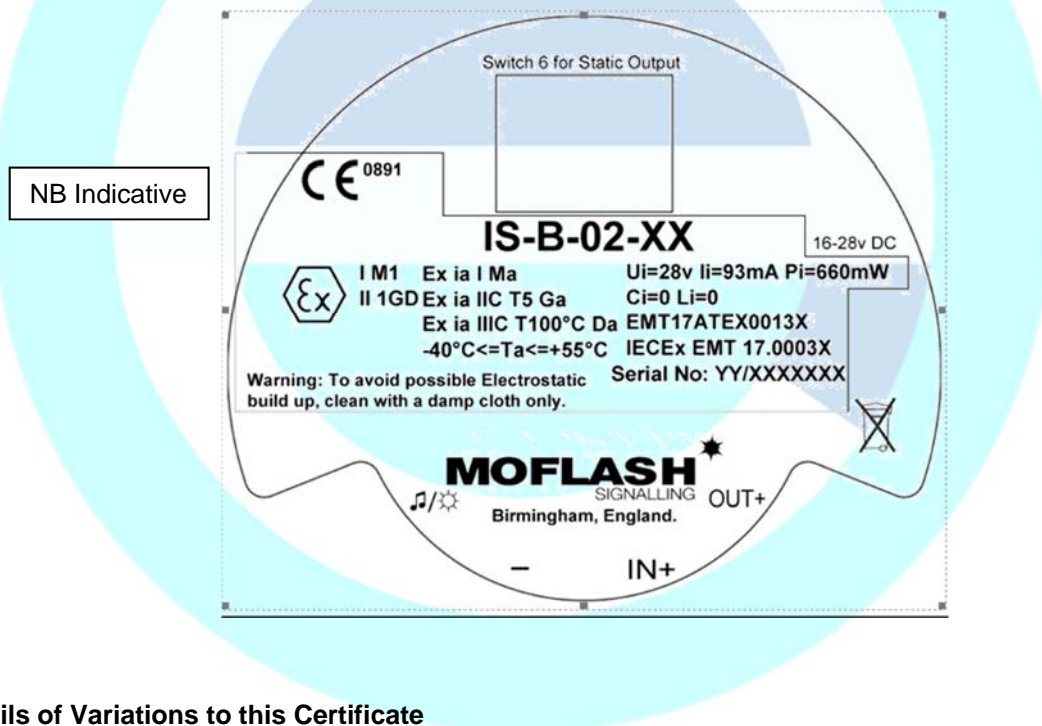 Switch 6 for Static Output
NB Indicative
CE 0891
IS-B-02-XX
16-28v DC
Ex
I M1 Ex ia I Ma Ui=28v Ii=93mA Pi=660mW
II 1GD Ex ia IIC T5 Ga Ci=0 Li=0
Ex ia IIIC T100°C Da EMT17ATEX0013X
-40°C<=Ta<=+55°C IECEx EMT 17.0003X
Warning: To avoid possible Electrostatic Serial No: YY/XXXXXXX
build up, clean with a damp cloth only.
MOFLASH
SIGNALLING
♫/☼ OUT+
Birmingham, England.
– IN+
ils of Variations to this Certificate